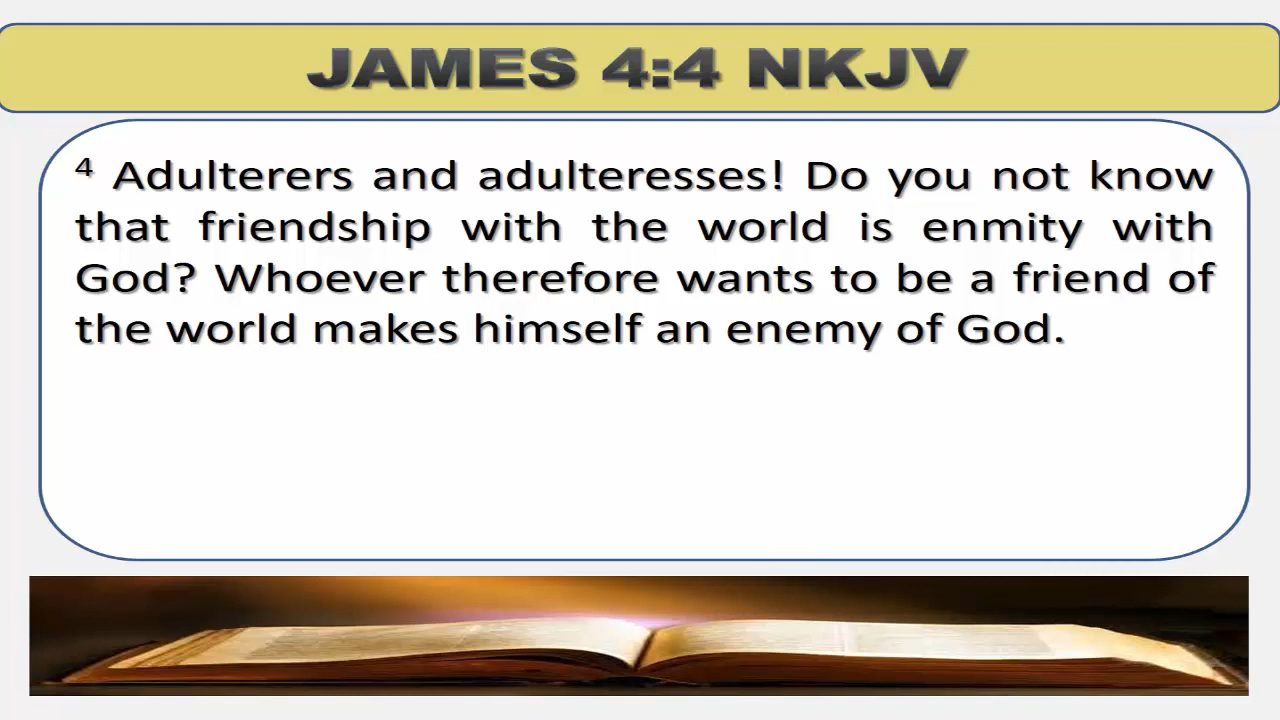 JAMES 4:4 NKJV
4 Adulterers and adulteresses! Do you not know
that friendship with the world is enmity with
God? Whoever therefore wants to be a friend of
the world makes himself an enemy of God.